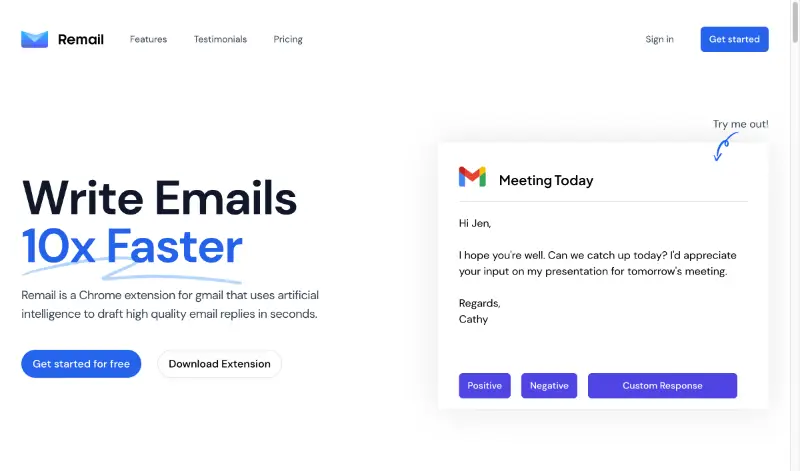 Remail
Features
Testimonials
Pricing
Sign in
Get started
Try me out!
Write Emails
10x Faster
Remail is a Chrome extension for gmail that uses artificial
intelligence to draft high quality email replies in seconds.
Get started for free
Download Extension
Meeting Today
Hi Jen,
I hope you're well. Can we catch up today? I'd appreciate
your input on my presentation for tomorrow's meeting.
Regards,
Cathy
Positive
Negative
Custom Response